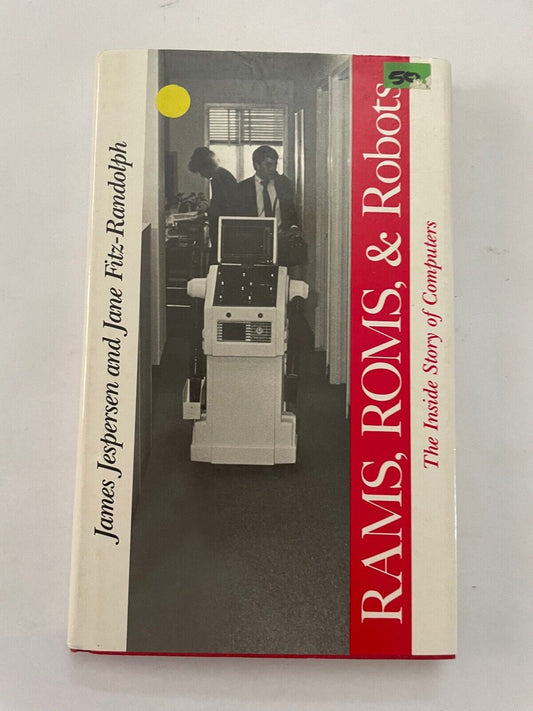 James Jespersen and Jane Fitz-Randolph
RAMS, ROMS, & Robots
The Inside Story of Computers